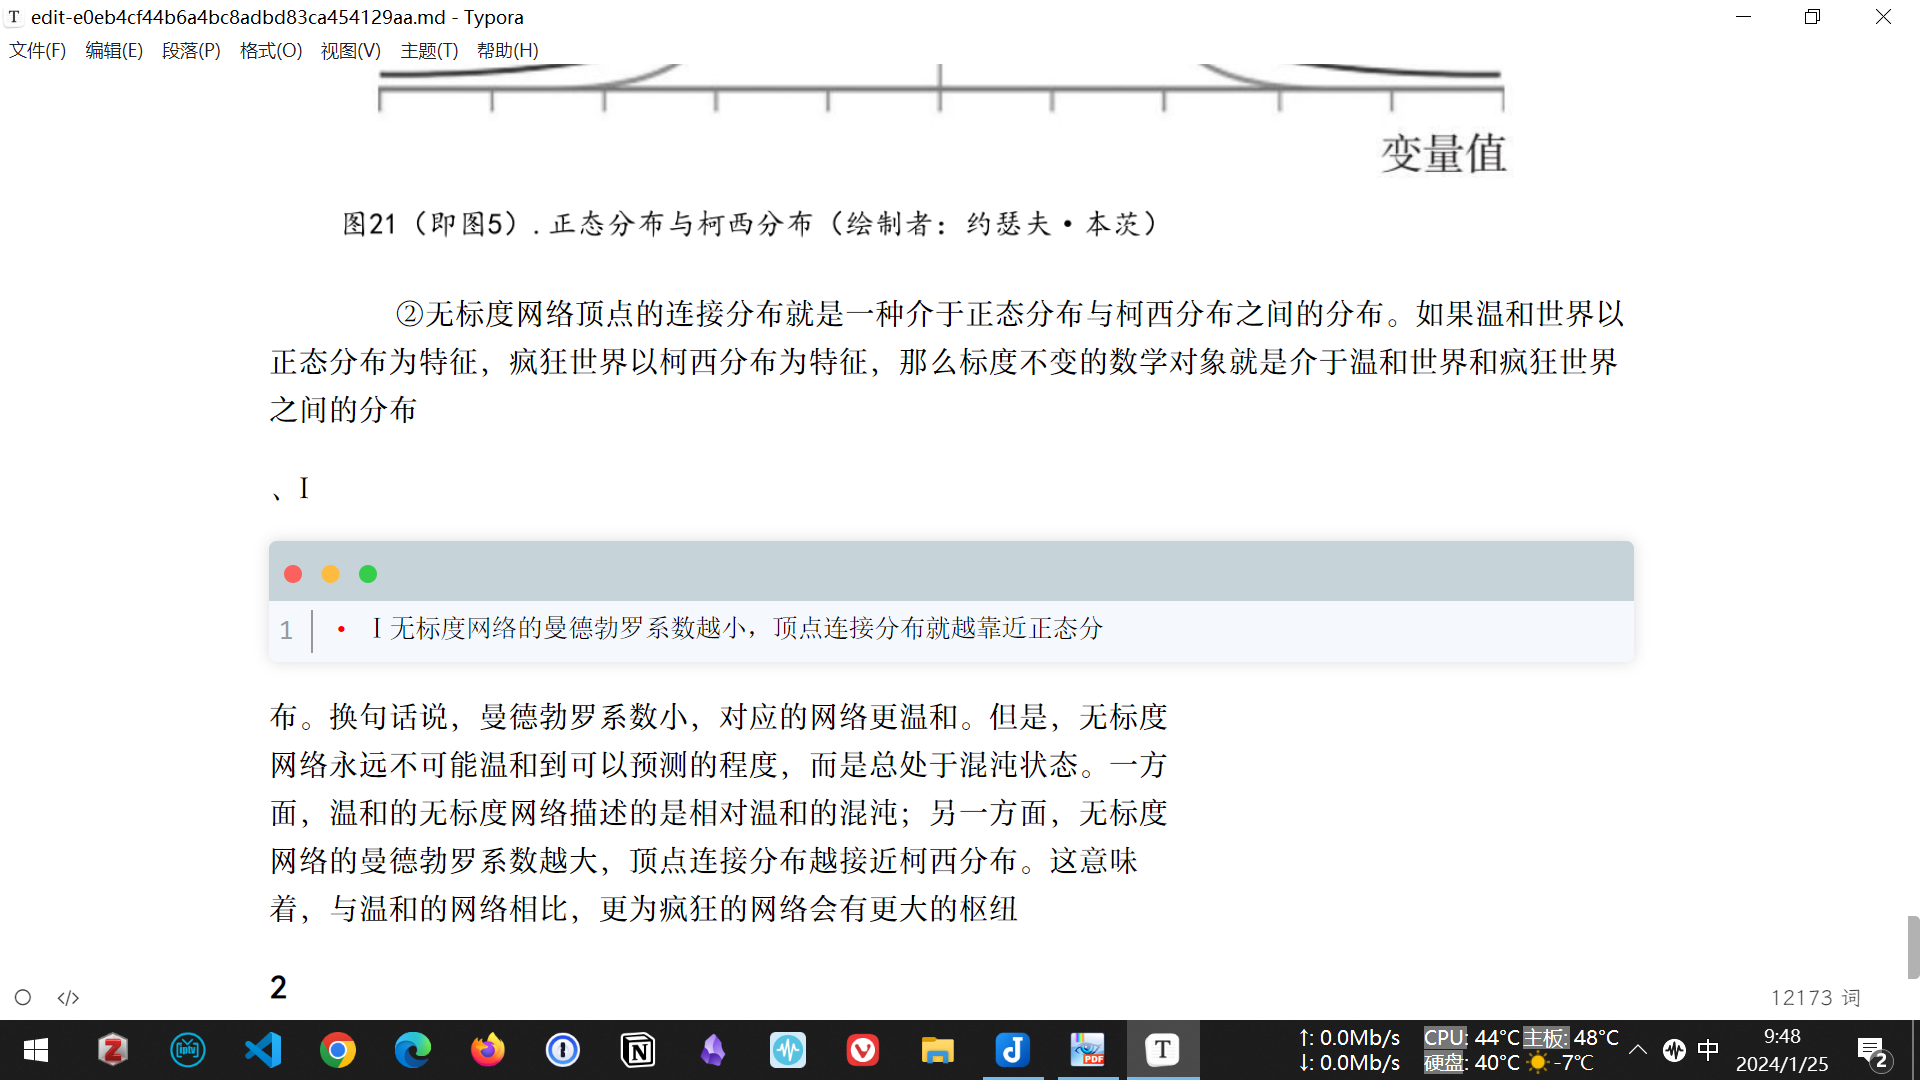 T edit-e0eb4cf44b6a4bc8adbd83ca454129aa.md - Typora
文件(F) 编辑(E) 段落(P) 格式(O) 视图(V) 主题(T) 帮助(H)
变量值
图21（即图5）.正态分布与柯西分布（绘制者：约瑟夫·本茨）
②无标度网络顶点的连接分布就是一种介于正态分布与柯西分布之间的分布。如果温和世界以
正态分布为特征，疯狂世界以柯西分布为特征，那么标度不变的数学对象就是介于温和世界和疯狂世界
之间的分布
、I
1 • Ⅰ无标度网络的曼德勃罗系数越小，顶点连接分布就越靠近正态分
布。换句话说，曼德勃罗系数小，对应的网络更温和。但是，无标度
网络永远不可能温和到可以预测的程度，而是总处于混沌状态。一方
面，温和的无标度网络描述的是相对温和的混沌；另一方面，无标度
网络的曼德勃罗系数越大，顶点连接分布越接近柯西分布。这意味
着，与温和的网络相比，更为疯狂的网络会有更大的枢纽
2
</> 12173 词
Z iptv N V J PDF T
↑: 0.0Mb/s CPU: 44°C 主板: 48°C 中 9:48
↓: 0.0Mb/s 硬盘: 40°C -7°C 2024/1/25 2